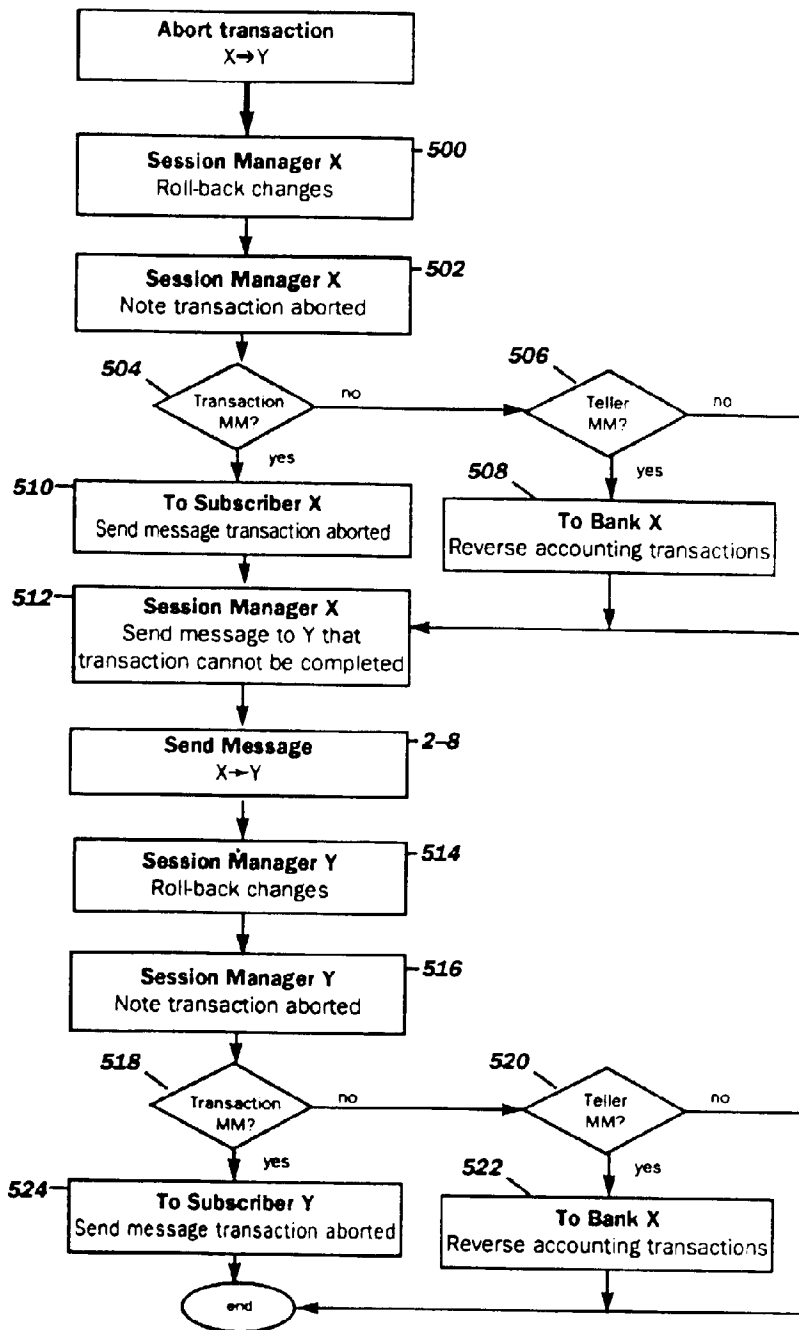 Abort transaction
X→Y
500
Session Manager X
Roll-back changes
502
Session Manager X
Note transaction aborted
504
Transaction
MM?
no
yes
506
Teller
MM?
no
yes
508
To Bank X
Reverse accounting transactions
510
To Subscriber X
Send message transaction aborted
512
Session Manager X
Send message to Y that
transaction cannot be completed
2-8
Send Message
X→Y
514
Session Manager Y
Roll-back changes
516
Session Manager Y
Note transaction aborted
518
Transaction
MM?
no
yes
520
Teller
MM?
no
yes
522
To Bank X
Reverse accounting transactions
524
To Subscriber Y
Send message transaction aborted
end